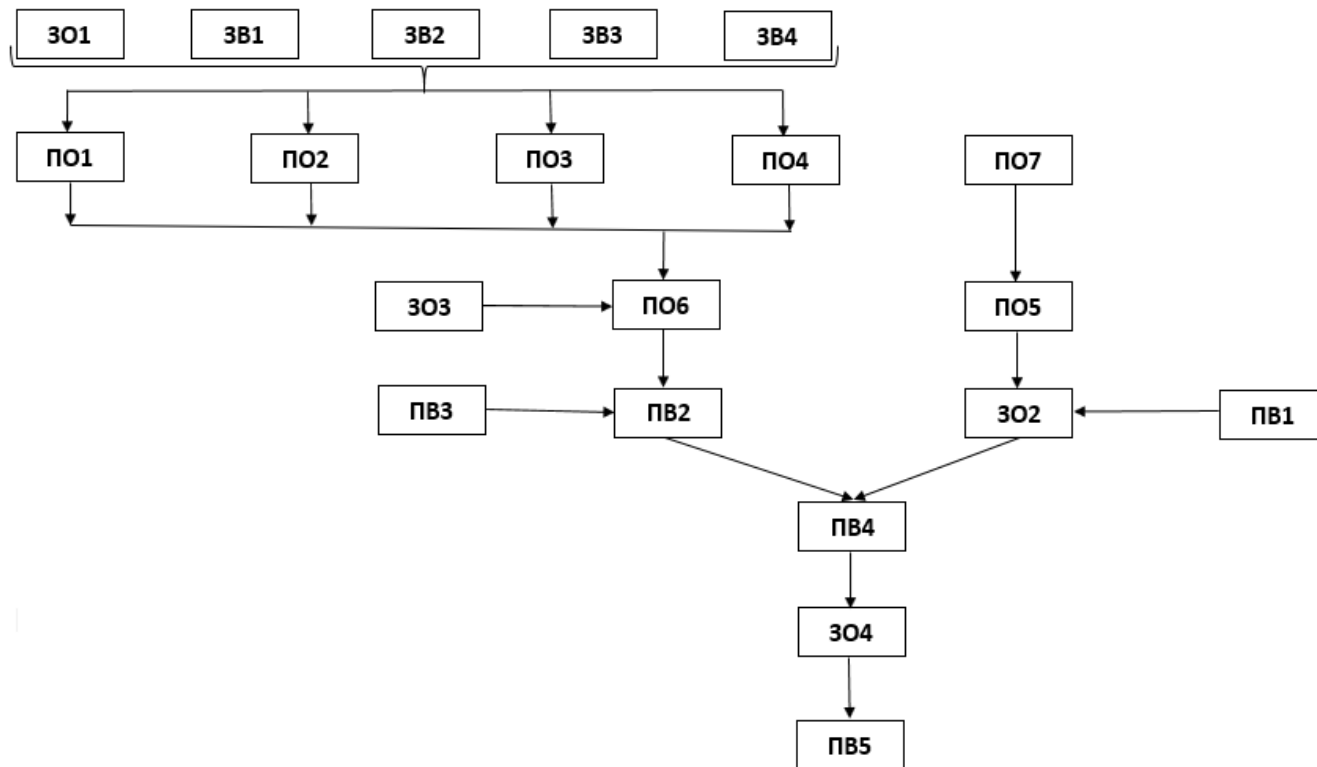 ЗО1 ЗВ1 ЗВ2 ЗВ3 ЗВ4
ПО1 ПО2 ПО3 ПО4 ПО7
ЗО3 ПО6 ПО5
ПВ3 ПВ2 ЗО2 ПВ1
ПВ4
ЗО4
ПВ5